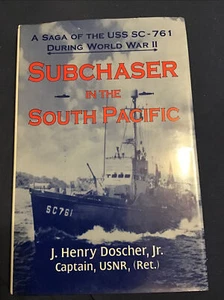 A SAGA OF THE USS SC-761
DURING WORLD WAR II
SUBCHASER
IN THE
SOUTH PACIFIC
SC761
J. Henry Doscher, Jr.
Captain, USNR, (Ret.)